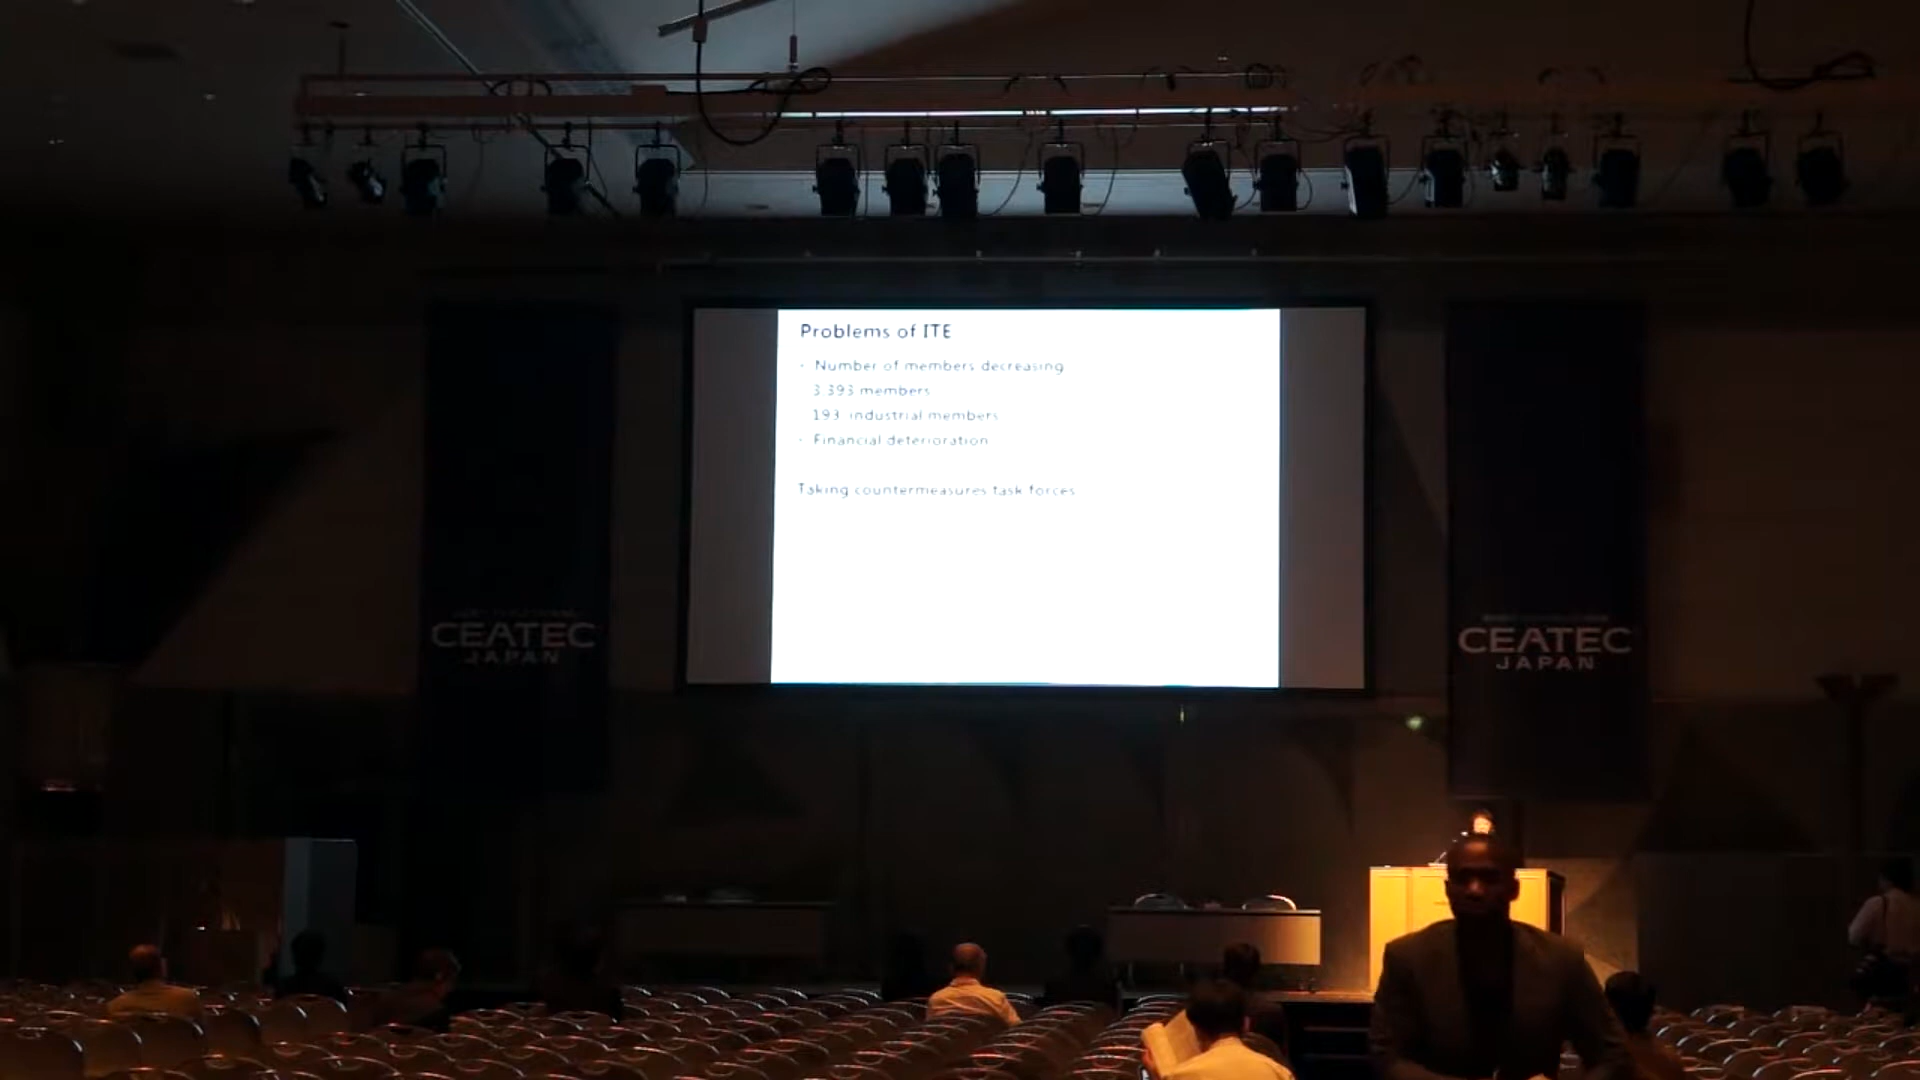 Problems of ITE
· Number of members decreasing
3,393 members
193 industrial members
· Financial deterioration
Taking countermeasures task forces
CEATEC
JAPAN
CEATEC
JAPAN